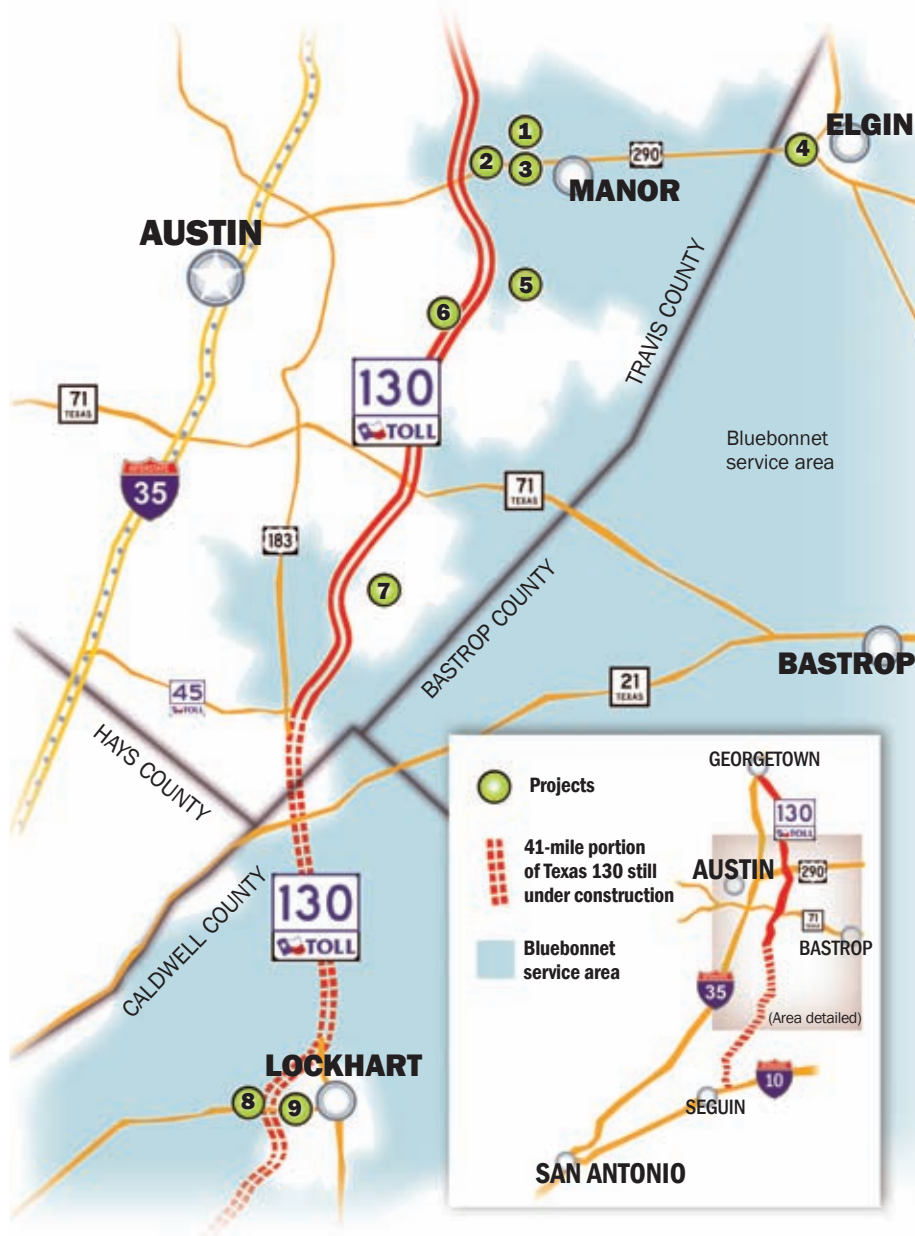 1
ELGIN
290
4
2
3
MANOR
AUSTIN
5
6
TRAVIS COUNTY
130
TOLL
71
TEXAS
Bluebonnet
service area
INTERSTATE
35
71
TEXAS
183
7
BASTROP COUNTY
BASTROP
21
TEXAS
45
TOLL
HAYS COUNTY
130
TOLL
CALDWELL COUNTY
LOCKHART
8
9
GEORGETOWN
Projects
130
TOLL
41-mile portion
of Texas 130 still
under construction
AUSTIN
290
71
TEXAS
BASTROP
Bluebonnet
service area
35
(Area detailed)
10
SEGUIN
SAN ANTONIO